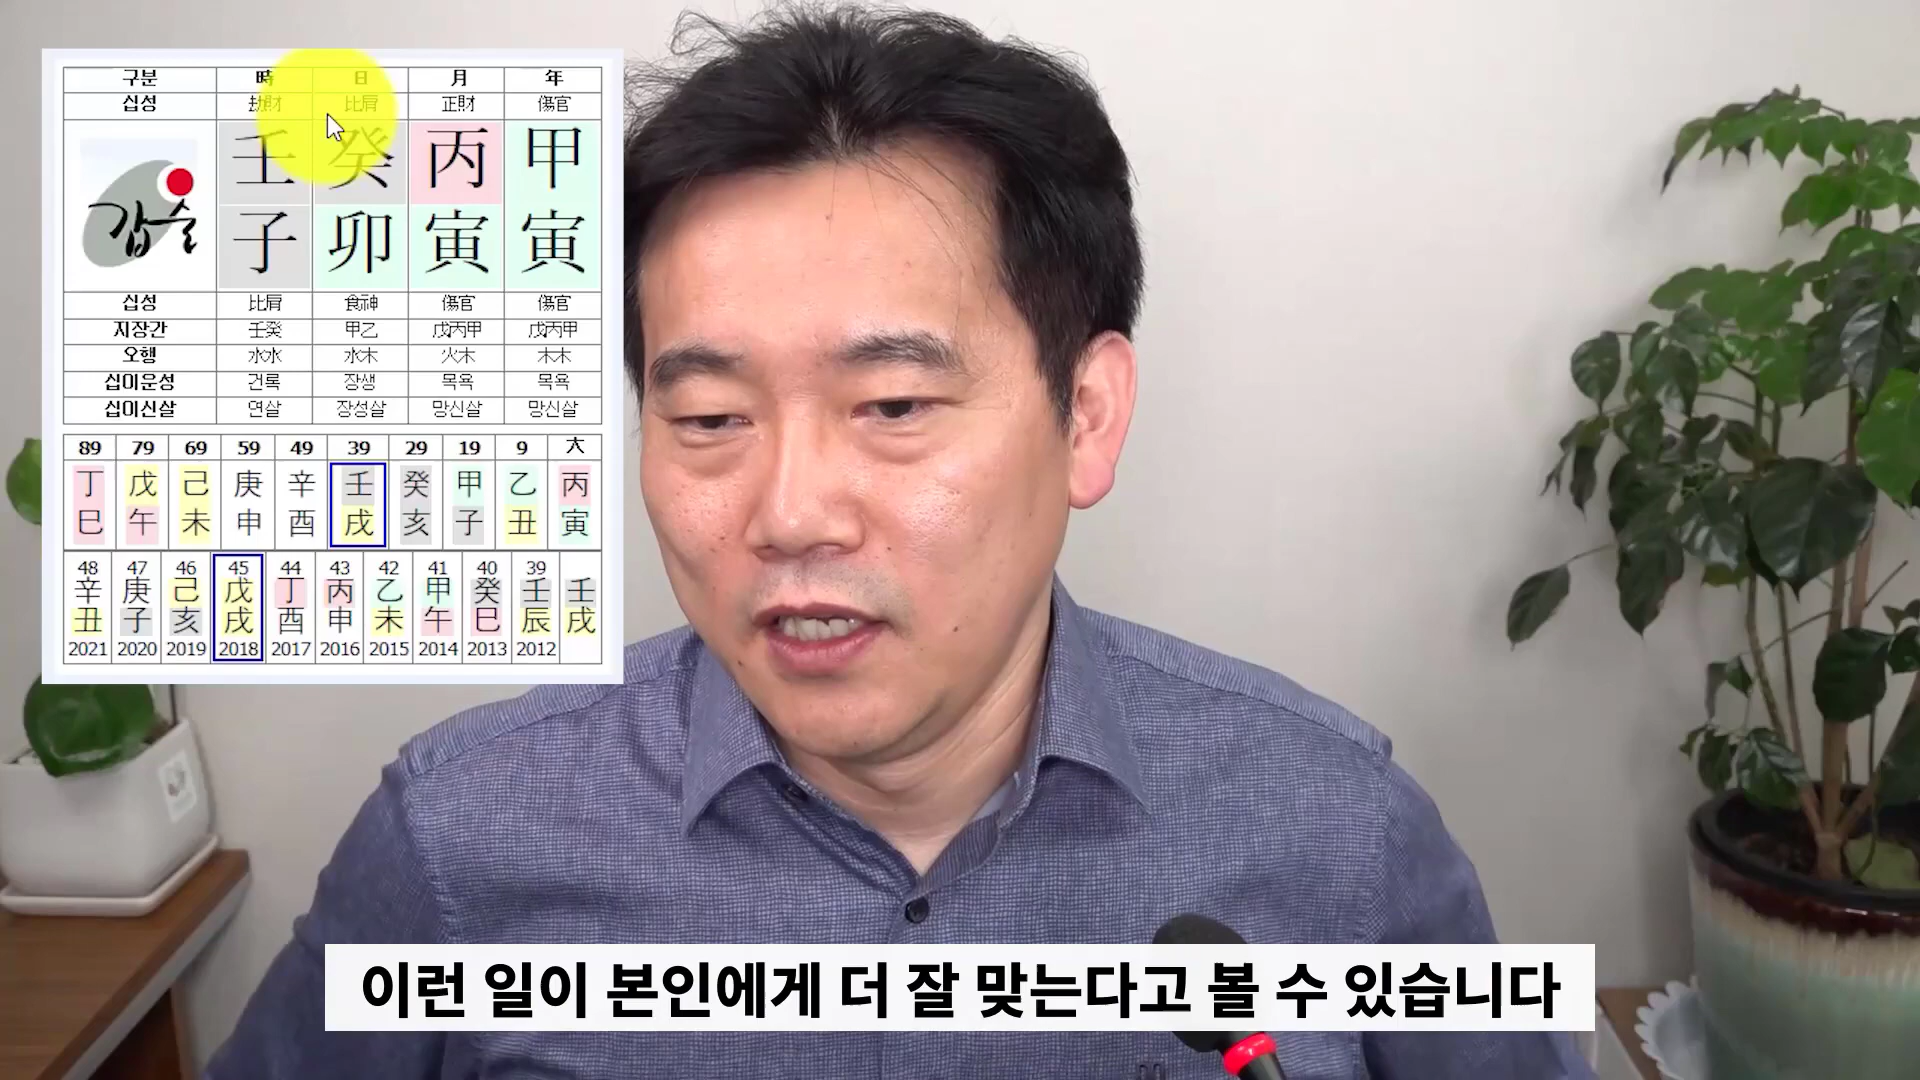 구분 時 日 月 年
십성 劫財 比肩 正財 傷官
壬 癸 丙 甲
갑술
子 卯 寅 寅
십성 比肩 食神 傷官 傷官
지장간 壬癸 甲乙 戊丙甲 戊丙甲
오행 水水 水木 火木 木木
십이운성 건록 장생 목욕 목욕
십이신살 연살 장성살 망신살 망신살
89 79 69 59 49 39 29 19 9 六
丁 戊 己 庚 辛 壬 癸 甲 乙 丙
巳 午 未 申 酉 戌 亥 子 丑 寅
48 47 46 45 44 43 42 41 40 39
辛 庚 己 戊 丁 丙 乙 甲 癸 壬 壬
丑 子 亥 戌 酉 申 未 午 巳 辰 戌
2021 2020 2019 2018 2017 2016 2015 2014 2013 2012
이런 일이 본인에게 더 잘 맞는다고 볼 수 있습니다